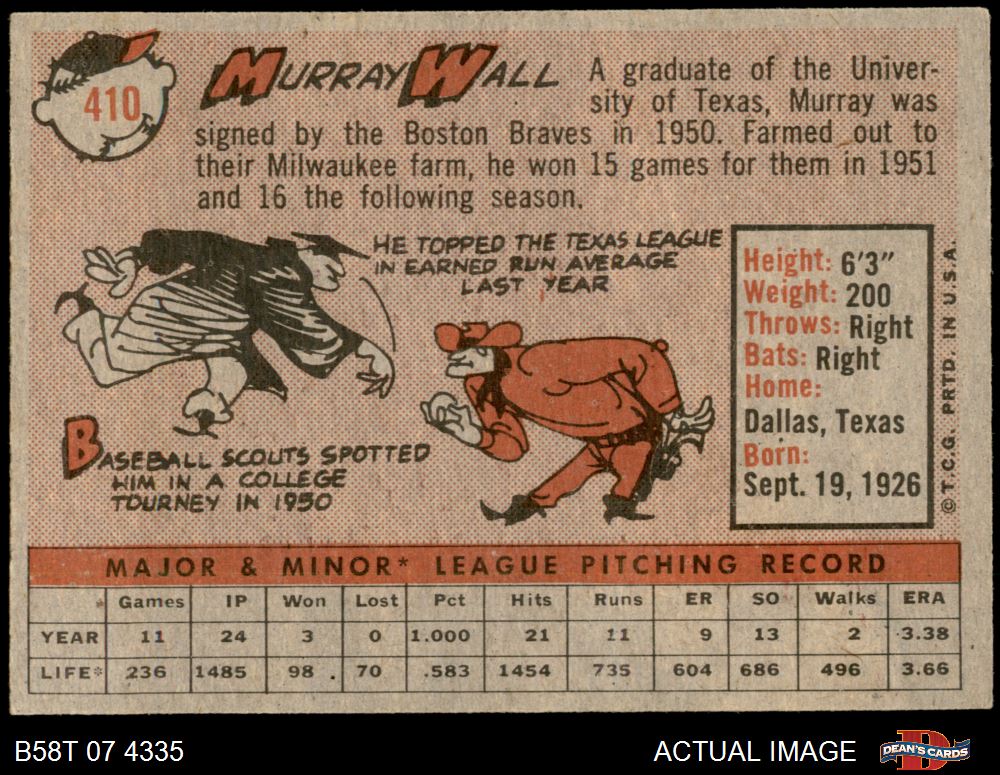 410
MURRAY WALL
A graduate of the Univer-
sity of Texas, Murray was
signed by the Boston Braves in 1950. Farmed out to
their Milwaukee farm, he won 15 games for them in 1951
and 16 the following season.
HE TOPPED THE TEXAS LEAGUE
IN EARNED RUN AVERAGE
LAST YEAR
BASEBALL SCOUTS SPOTTED
HIM IN A COLLEGE
TOURNEY IN 1950
Height: 6'3"
Weight: 200
Throws: Right
Bats: Right
Home:
Dallas, Texas
Born:
Sept. 19, 1926
© T.C.G. PRTD. IN U.S.A.
MAJOR & MINOR* LEAGUE PITCHING RECORD
Games IP Won Lost Pct Hits Runs ER SO Walks ERA
YEAR 11 24 3 0 1.000 21 11 9 13 2 3.38
LIFE* 236 1485 98 70 .583 1454 735 604 686 496 3.66
B58T 07 4335
ACTUAL IMAGE
DEAN'S CARDS